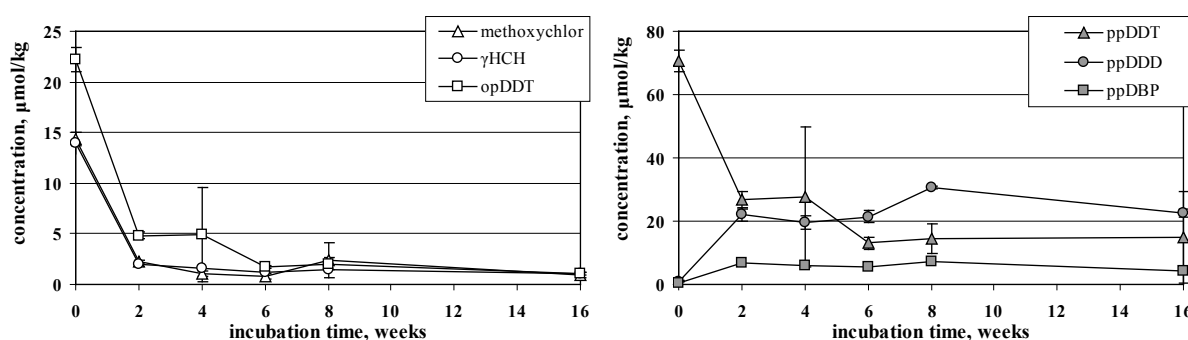 25
20
15
10
5
0
concentration, µmol/kg
0 2 4 6 8 10 12 14 16
incubation time, weeks
methoxychlor
γHCH
opDDT
80
60
40
20
0
concentration, µmol/kg
0 2 4 6 8 10 12 14 16
incubation time, weeks
ppDDT
ppDDD
ppDBP